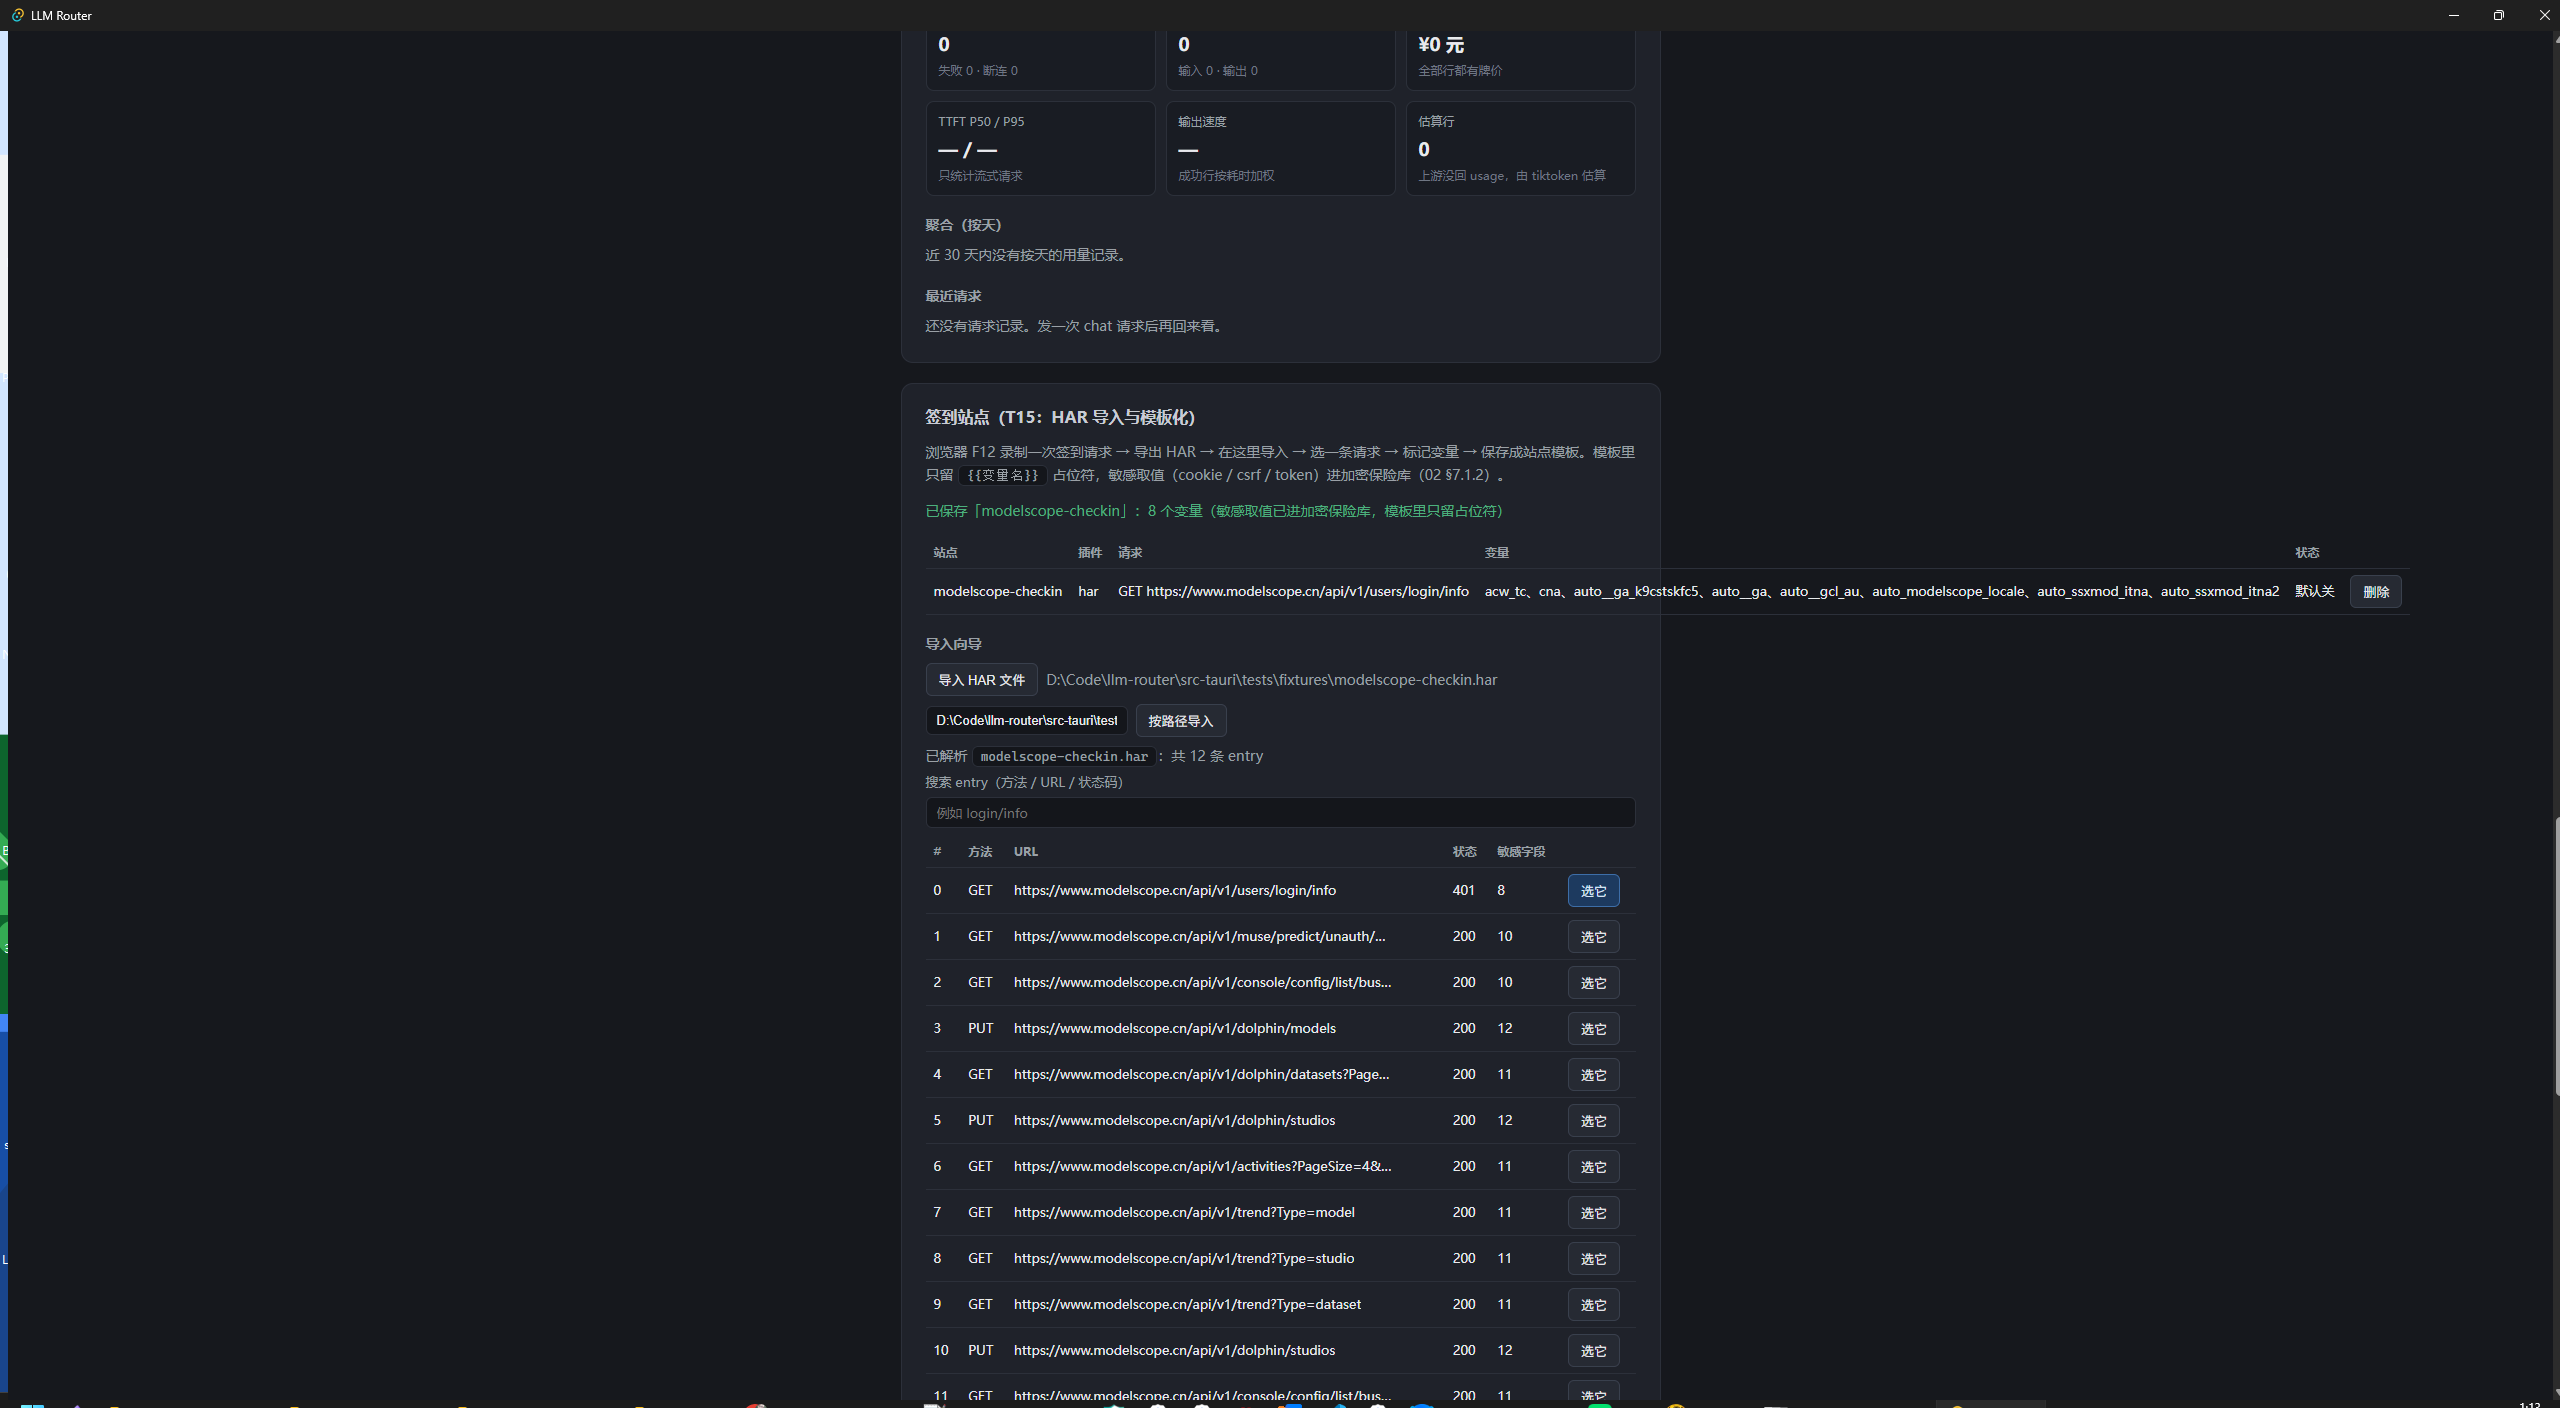 LLM Router
0
0
¥0 元
失败 0 · 断连 0
输入 0 · 输出 0
全部行都有牌价
TTFT P50 / P95
输出速度
估算行
— / —
—
0
只统计流式请求
成功行按耗时加权
上游没回 usage，由 tiktoken 估算
聚合（按天）
近 30 天内没有按天的用量记录。
最近请求
还没有请求记录。发一次 chat 请求后再回来看。
签到站点（T15：HAR 导入与模板化）
浏览器 F12 录制一次签到请求 → 导出 HAR → 在这里导入 → 选一条请求 → 标记变量 → 保存成站点模板。模板里
只留 {{变量名}} 占位符，敏感取值（cookie / csrf / token）进加密保险库（02 §7.1.2）。
已保存「modelscope-checkin」：8 个变量（敏感取值已进加密保险库，模板里只留占位符）
站点 插件 请求 变量 状态
modelscope-checkin har GET https://www.modelscope.cn/api/v1/users/login/info acw_tc、cna、auto__ga_k9cstskfc5、auto__ga、auto__gcl_au、auto_modelscope_locale、auto_ssxmod_itna、auto_ssxmod_itna2 默认关 删除
导入向导
导入 HAR 文件 D:\Code\llm-router\src-tauri\tests\fixtures\modelscope-checkin.har
D:\Code\llm-router\src-tauri\test 按路径导入
已解析 modelscope-checkin.har：共 12 条 entry
搜索 entry（方法 / URL / 状态码）
例如 login/info
# 方法 URL 状态 敏感字段
0 GET https://www.modelscope.cn/api/v1/users/login/info 401 8 选它
1 GET https://www.modelscope.cn/api/v1/muse/predict/unauth/... 200 10 选它
2 GET https://www.modelscope.cn/api/v1/console/config/list/bus... 200 10 选它
3 PUT https://www.modelscope.cn/api/v1/dolphin/models 200 12 选它
4 GET https://www.modelscope.cn/api/v1/dolphin/datasets?Page... 200 11 选它
5 PUT https://www.modelscope.cn/api/v1/dolphin/studios 200 12 选它
6 GET https://www.modelscope.cn/api/v1/activities?PageSize=4&... 200 11 选它
7 GET https://www.modelscope.cn/api/v1/trend?Type=model 200 11 选它
8 GET https://www.modelscope.cn/api/v1/trend?Type=studio 200 11 选它
9 GET https://www.modelscope.cn/api/v1/trend?Type=dataset 200 11 选它
10 PUT https://www.modelscope.cn/api/v1/dolphin/studios 200 12 选它
11 GET https://www.modelscope.cn/api/v1/console/config/list/bus... 200 11 选它